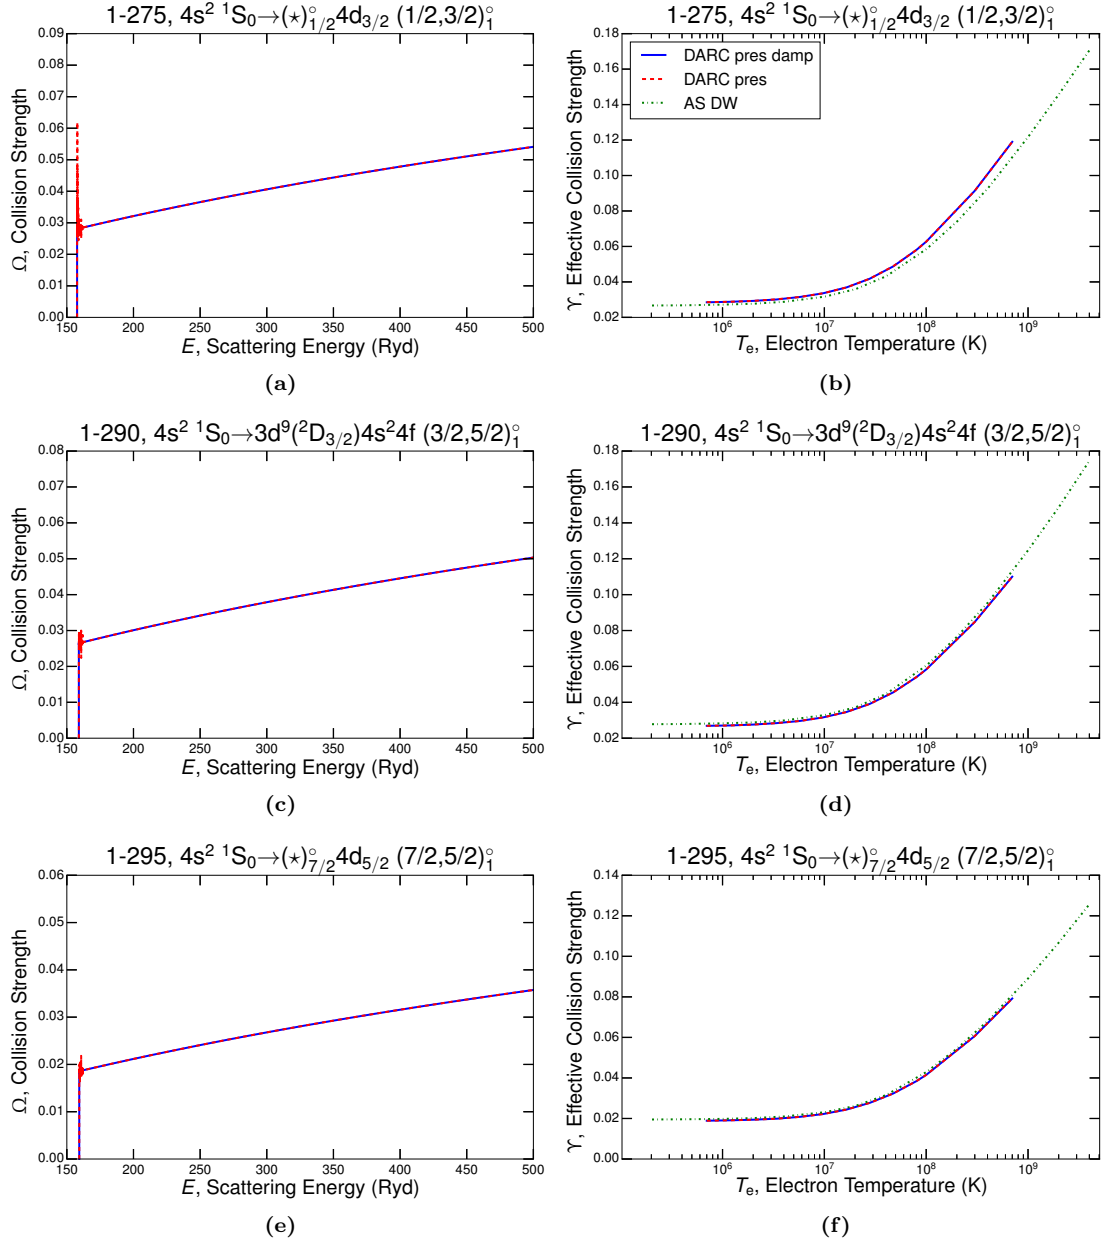 1-275, 4s² ¹S₀→(⋆)°₁/₂4d₃/₂ (1/2,3/2)°₁
0.09
0.08
0.07
0.06
0.05
0.04
0.03
0.02
0.01
0.00
Ω, Collision Strength
150 200 250 300 350 400 450 500
E, Scattering Energy (Ryd)
(a)
1-275, 4s² ¹S₀→(⋆)°₁/₂4d₃/₂ (1/2,3/2)°₁
DARC pres damp
DARC pres
AS DW
0.18
0.16
0.14
0.12
0.10
0.08
0.06
0.04
0.02
ϒ, Effective Collision Strength
10⁶ 10⁷ 10⁸ 10⁹
Tₑ, Electron Temperature (K)
(b)
1-290, 4s² ¹S₀→3d⁹(²D₃/₂)4s²4f (3/2,5/2)°₁
0.08
0.07
0.06
0.05
0.04
0.03
0.02
0.01
0.00
Ω, Collision Strength
150 200 250 300 350 400 450 500
E, Scattering Energy (Ryd)
(c)
1-290, 4s² ¹S₀→3d⁹(²D₃/₂)4s²4f (3/2,5/2)°₁
0.18
0.16
0.14
0.12
0.10
0.08
0.06
0.04
0.02
ϒ, Effective Collision Strength
10⁶ 10⁷ 10⁸ 10⁹
Tₑ, Electron Temperature (K)
(d)
1-295, 4s² ¹S₀→(⋆)°₇/₂4d₅/₂ (7/2,5/2)°₁
0.06
0.05
0.04
0.03
0.02
0.01
0.00
Ω, Collision Strength
150 200 250 300 350 400 450 500
E, Scattering Energy (Ryd)
(e)
1-295, 4s² ¹S₀→(⋆)°₇/₂4d₅/₂ (7/2,5/2)°₁
0.14
0.12
0.10
0.08
0.06
0.04
0.02
0.00
ϒ, Effective Collision Strength
10⁶ 10⁷ 10⁸ 10⁹
Tₑ, Electron Temperature (K)
(f)